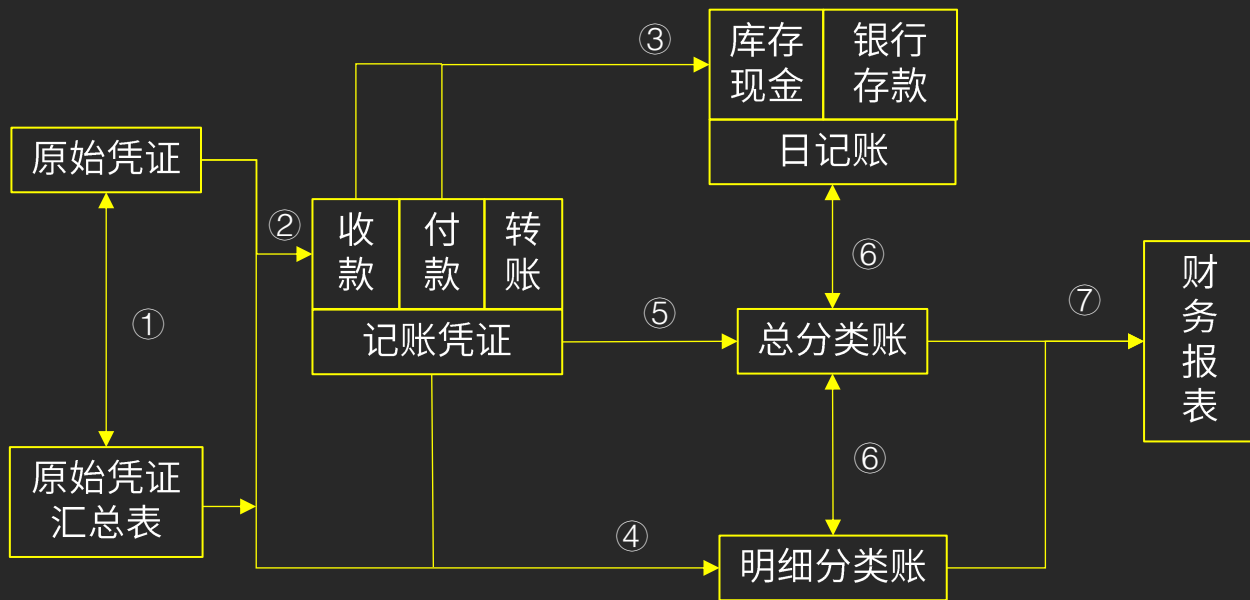 ③
库存
现金
银行
存款
日记账
原始凭证
②
收
款
付
款
转
账
记账凭证
①
⑥
⑤
总分类账
⑦
财
务
报
表
原始凭证
汇总表
⑥
④
明细分类账